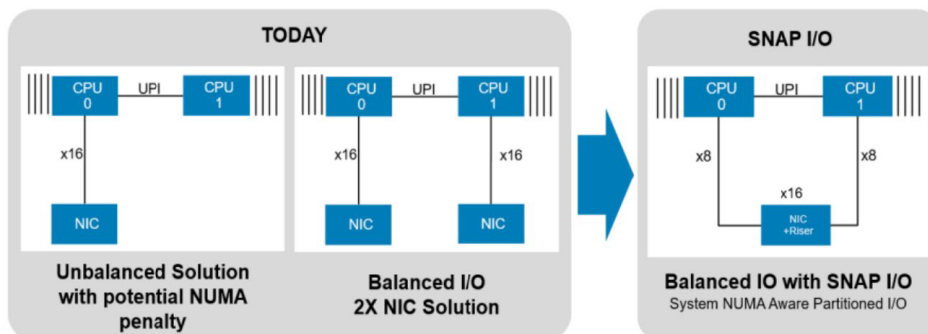 TODAY
CPU
0
UPI
CPU
1
x16
NIC
Unbalanced Solution
with potential NUMA
penalty
CPU
0
UPI
CPU
1
x16
x16
NIC
NIC
Balanced I/O
2X NIC Solution
SNAP I/O
CPU
0
UPI
CPU
1
x8
x8
x16
NIC
+Riser
Balanced IO with SNAP I/O
System NUMA Aware Partitioned I/O